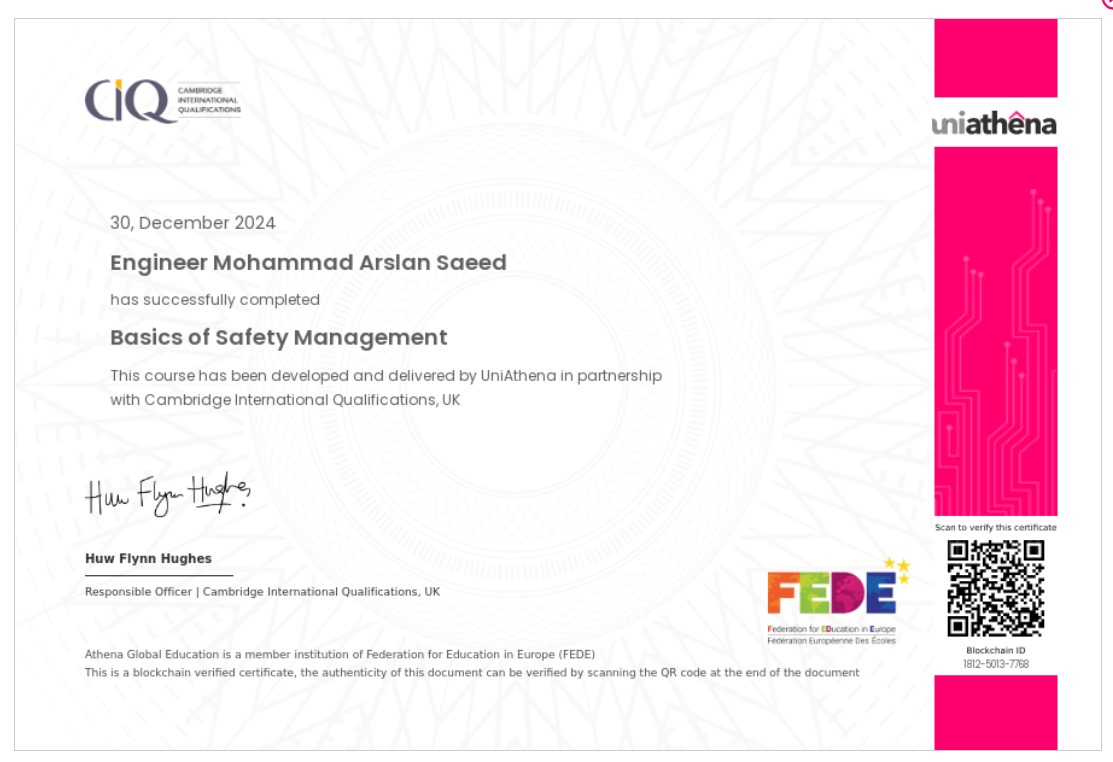 CIQ
CAMBRIDGE
INTERNATIONAL
QUALIFICATIONS
uniathena
30, December 2024
Engineer Mohammad Arslan Saeed
has successfully completed
Basics of Safety Management
This course has been developed and delivered by UniAthena in partnership
with Cambridge International Qualifications, UK
Huw Flynn Hughes
Huw Flynn Hughes
Responsible Officer | Cambridge International Qualifications, UK
FEDE
Federation for EDucation in Europe
Fédération Européenne Des Écoles
Athena Global Education is a member institution of Federation for Education in Europe (FEDE)
This is a blockchain verified certificate, the authenticity of this document can be verified by scanning the QR code at the end of the document
Scan to verify this certificate
Blockchain ID
1812-5013-7768